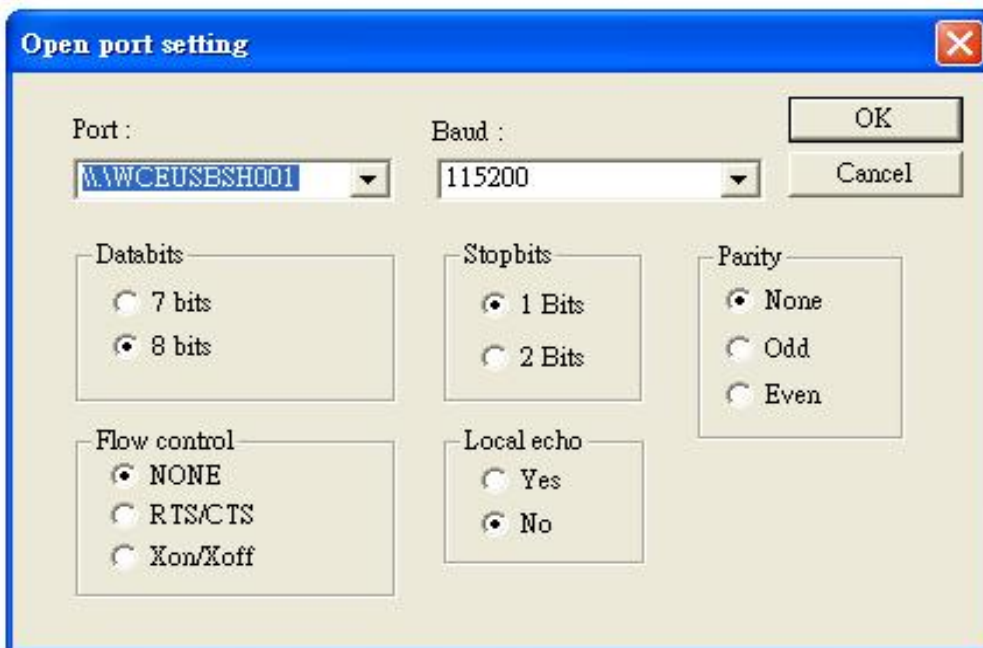 Open port setting
Port :
Baud :
OK
\\.\WCEUSBSH001
115200
Cancel
Databits
7 bits
8 bits
Stopbits
1 Bits
2 Bits
Parity
None
Odd
Even
Flow control
NONE
RTS/CTS
Xon/Xoff
Local echo
Yes
No